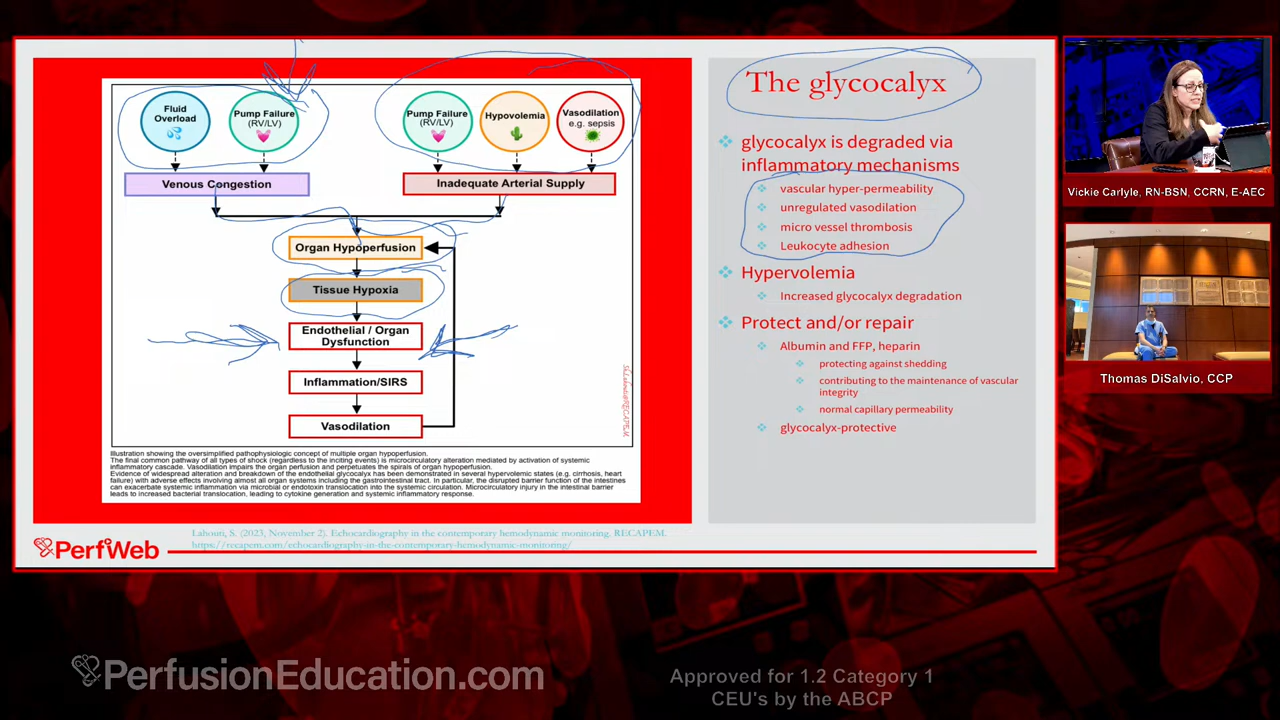 Fluid
Overload
Pump Failure
(RV/LV)
Pump Failure
(RV/LV)
Hypovolemia
Vasodilation
e.g. sepsis
Venous Congestion
Inadequate Arterial Supply
Organ Hypoperfusion
Tissue Hypoxia
Endothelial / Organ
Dysfunction
Inflammation/SIRS
Vasodilation
Illustration showing the oversimplified pathophysiologic concept of multiple organ hypoperfusion.
The final common pathway of all types of shock (regardless to the inciting events) is microcirculatory alteration mediated by activation of systemic
inflammatory cascade. Vasodilation impairs the organ perfusion and perpetuates the spirals of organ hypoperfusion.
Evidence of widespread alteration and breakdown of the endothelial glycocalyx has been demonstrated in several hypervolemic states (e.g. cirrhosis, heart
failure) with adverse effects involving almost all organ systems including the gastrointestinal tract. In particular, the disrupted barrier function of the intestines
can exacerbate systemic inflammation via microbial or endotoxin translocation into the systemic circulation. Microcirculatory injury in the intestinal barrier
leads to increased bacterial translocation, leading to cytokine generation and systemic inflammatory response.
The glycocalyx
glycocalyx is degraded via
inflammatory mechanisms
vascular hyper-permeability
unregulated vasodilation
micro vessel thrombosis
Leukocyte adhesion
Hypervolemia
Increased glycocalyx degradation
Protect and/or repair
Albumin and FFP, heparin
protecting against shedding
contributing to the maintenance of vascular
integrity
normal capillary permeability
glycocalyx-protective
Lahouti, S. (2023, November 2). Echocardiography in the contemporary hemodynamic monitoring. RECAPEM.
https://recapem.com/echocardiography-in-the-contemporary-hemodynamic-monitoring/
PerfWeb
Vickie Carlyle, RN-BSN, CCRN, E-AEC
Thomas DiSalvio, CCP
PerfusionEducation.com
Approved for 1.2 Category 1
CEU's by the ABCP